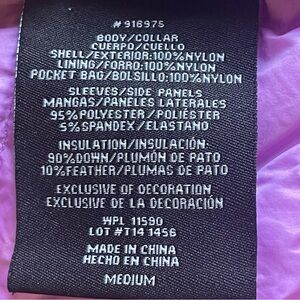 #916975
BODY/COLLAR
CUERPO/CUELLO
SHELL/EXTERIOR:100%NYLON
LINING/FORRO:100%NYLON
POCKET BAG/BOLSILLO:100%NYLON
SLEEVES/SIDE PANELS
MANGAS/PANELES LATERALES
95%POLYESTER/POLIÉSTER
5%SPANDEX/ELASTANO
INSULATION/INSULACIÓN:
90%DOWN/PLUMÓN DE PATO
10%FEATHER/PLUMAS DE PATO
EXCLUSIVE OF DECORATION
EXCLUSIVE DE LA DECORACIÓN
WPL 11590
LOT #T14 1456
MADE IN CHINA
HECHO EN CHINA
MEDIUM